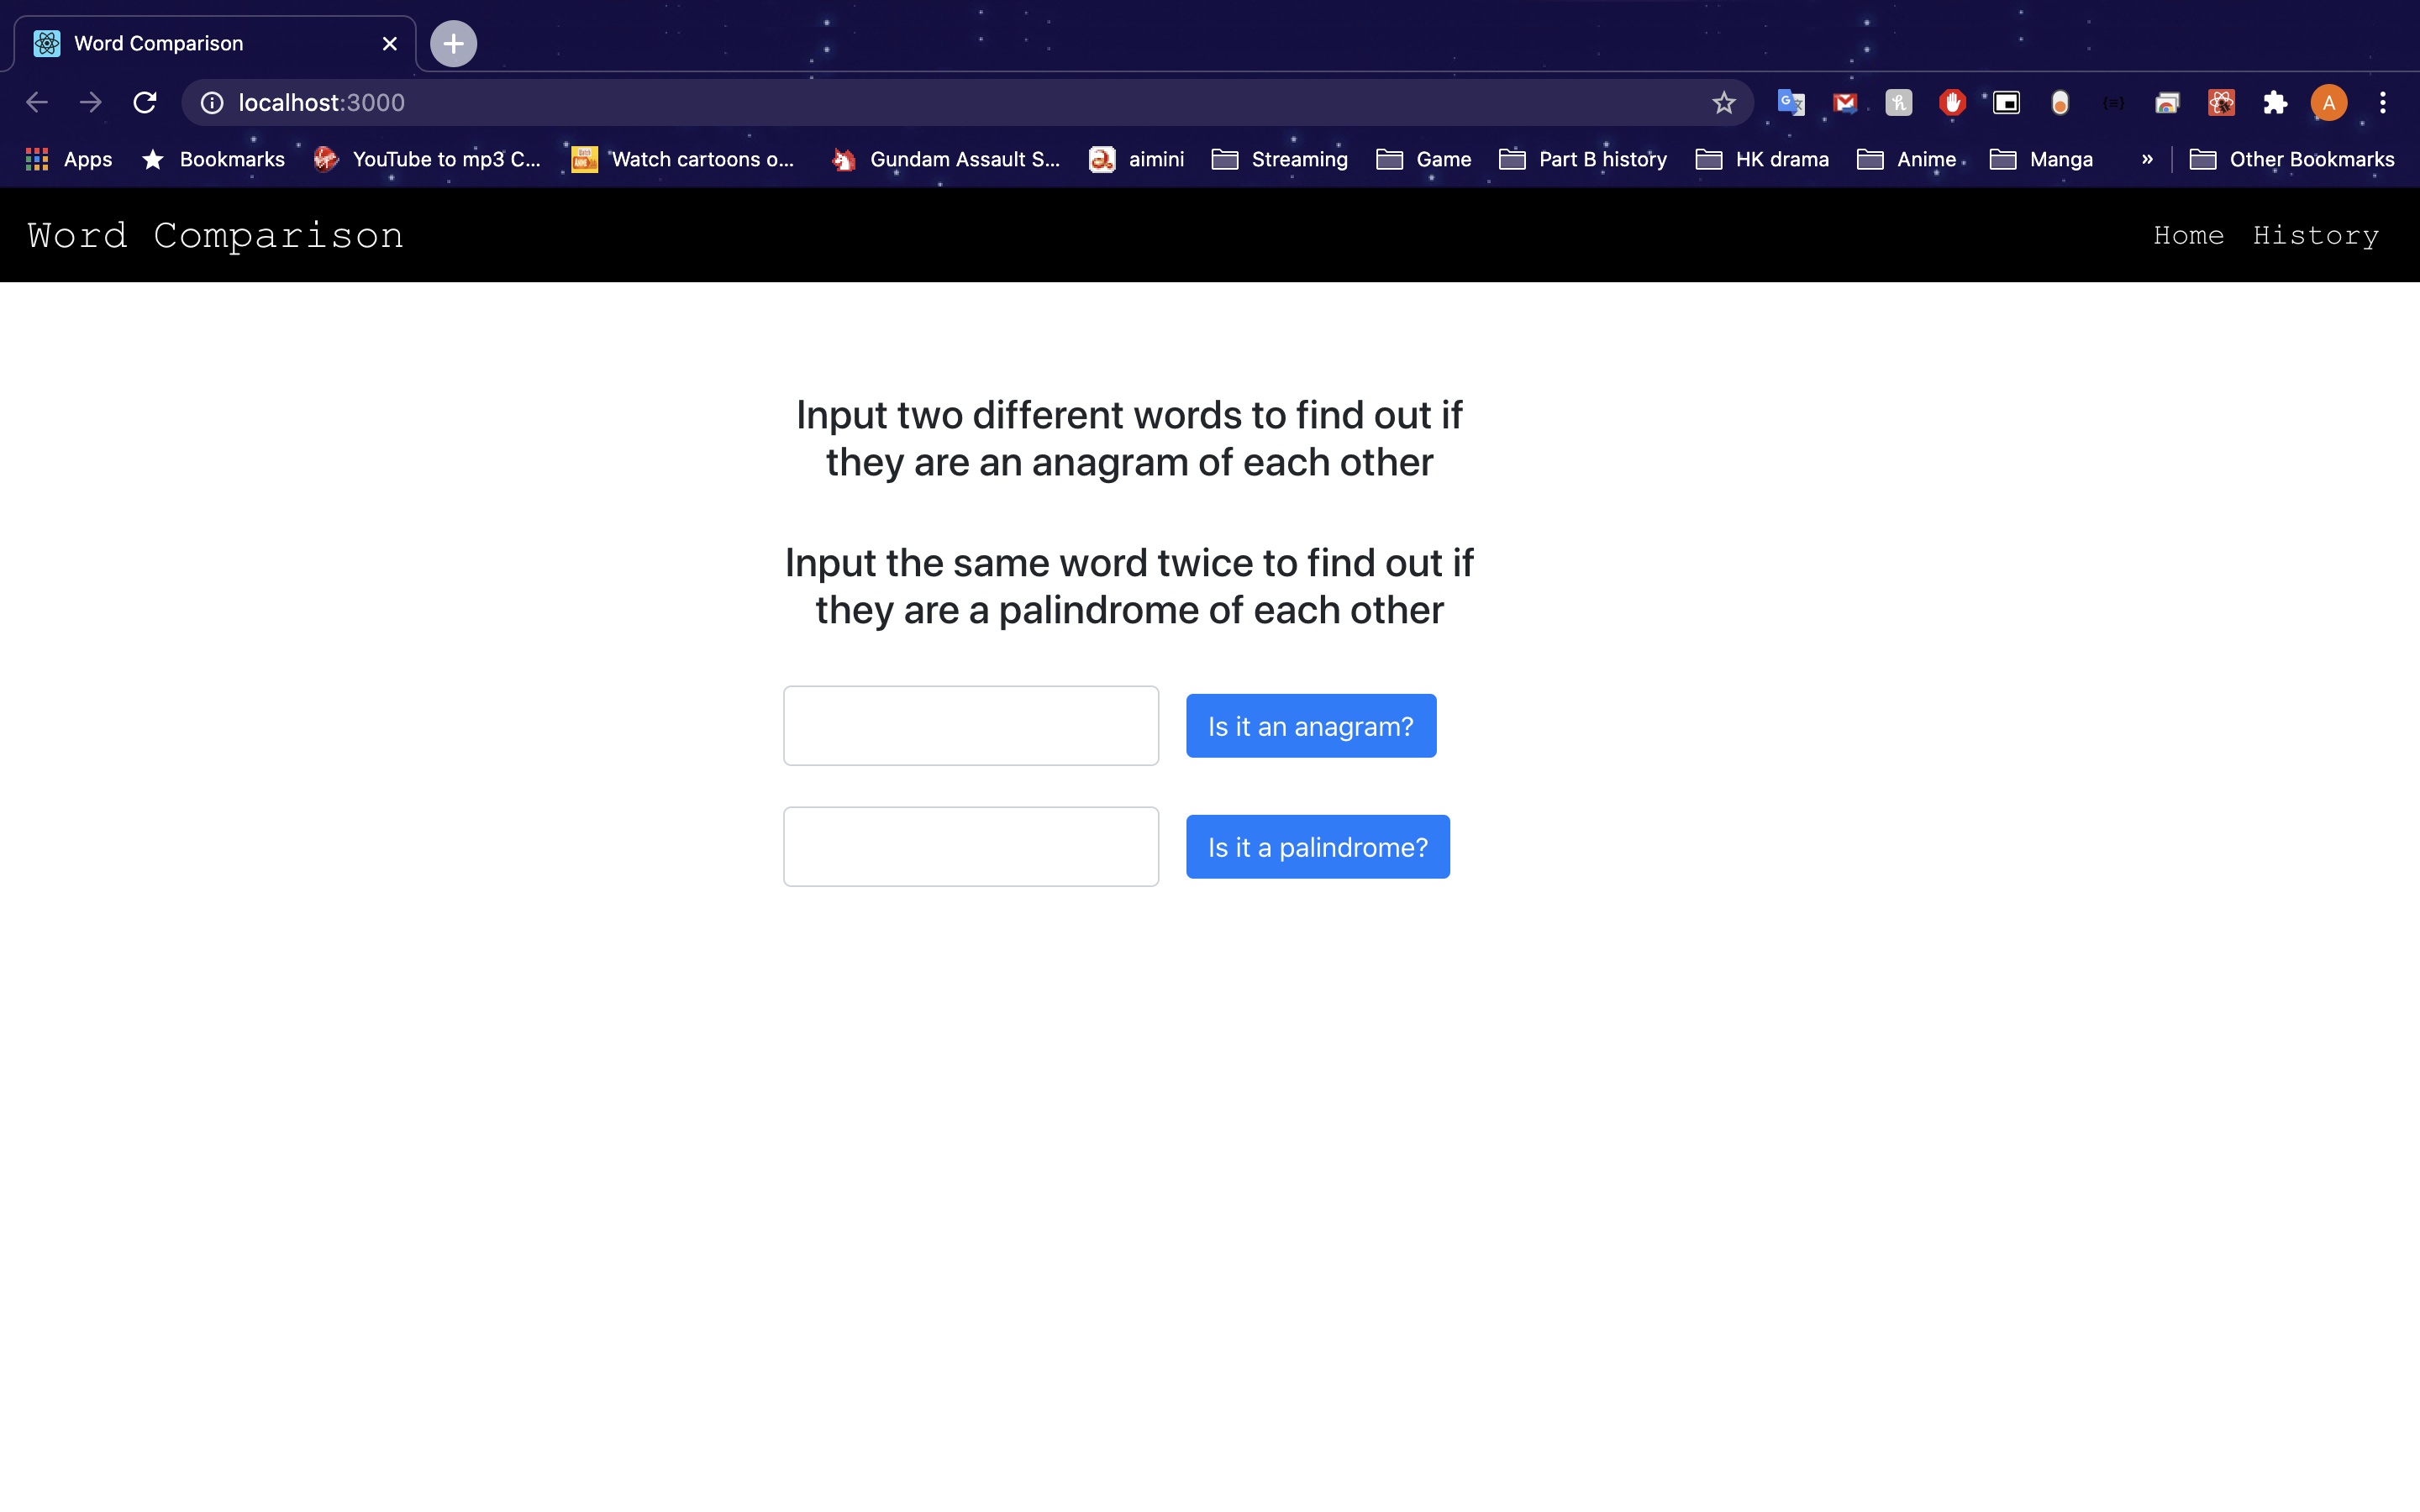 Word Comparison
localhost:3000
A
Apps Bookmarks YouTube to mp3 C... Watch cartoons o... Gundam Assault S... aimini Streaming Game Part B history HK drama Anime Manga » Other Bookmarks
Word Comparison Home History
Input two different words to find out if
they are an anagram of each other
Input the same word twice to find out if
they are a palindrome of each other
Is it an anagram?
Is it a palindrome?